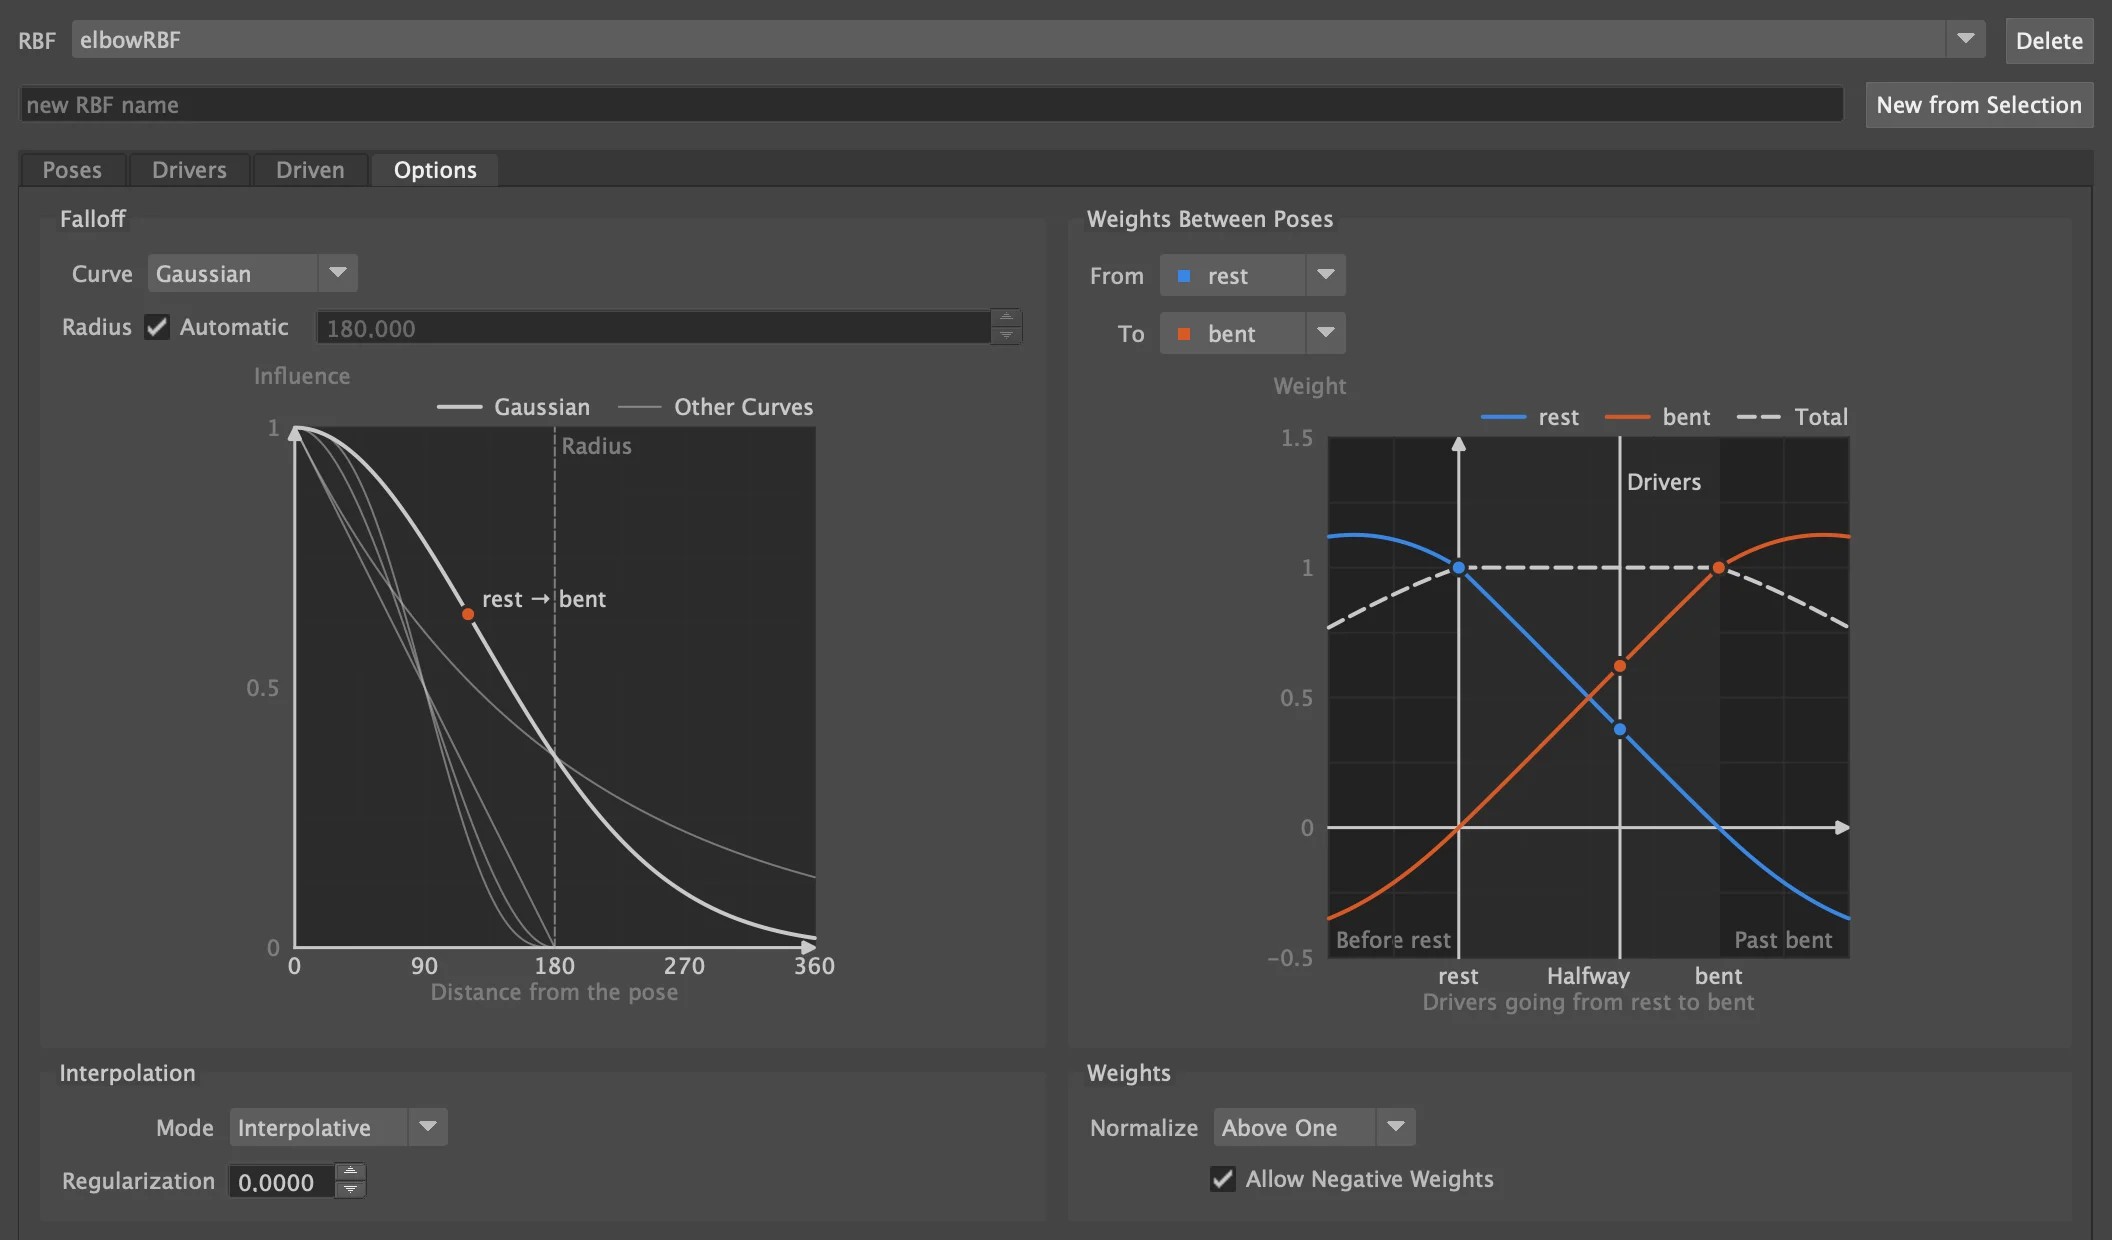 RBF elbowRBF Delete
new RBF name New from Selection
Poses Drivers Driven Options
Falloff
Curve Gaussian
Radius Automatic 180.000
Influence
Gaussian Other Curves
1
Radius
rest → bent
0.5
0
0 90 180 270 360
Distance from the pose
Weights Between Poses
From rest
To bent
Weight
rest bent Total
1.5
Drivers
1
0.5
0
Before rest Past bent
-0.5
rest Halfway bent
Drivers going from rest to bent
Interpolation
Mode Interpolative
Regularization 0.0000
Weights
Normalize Above One
Allow Negative Weights